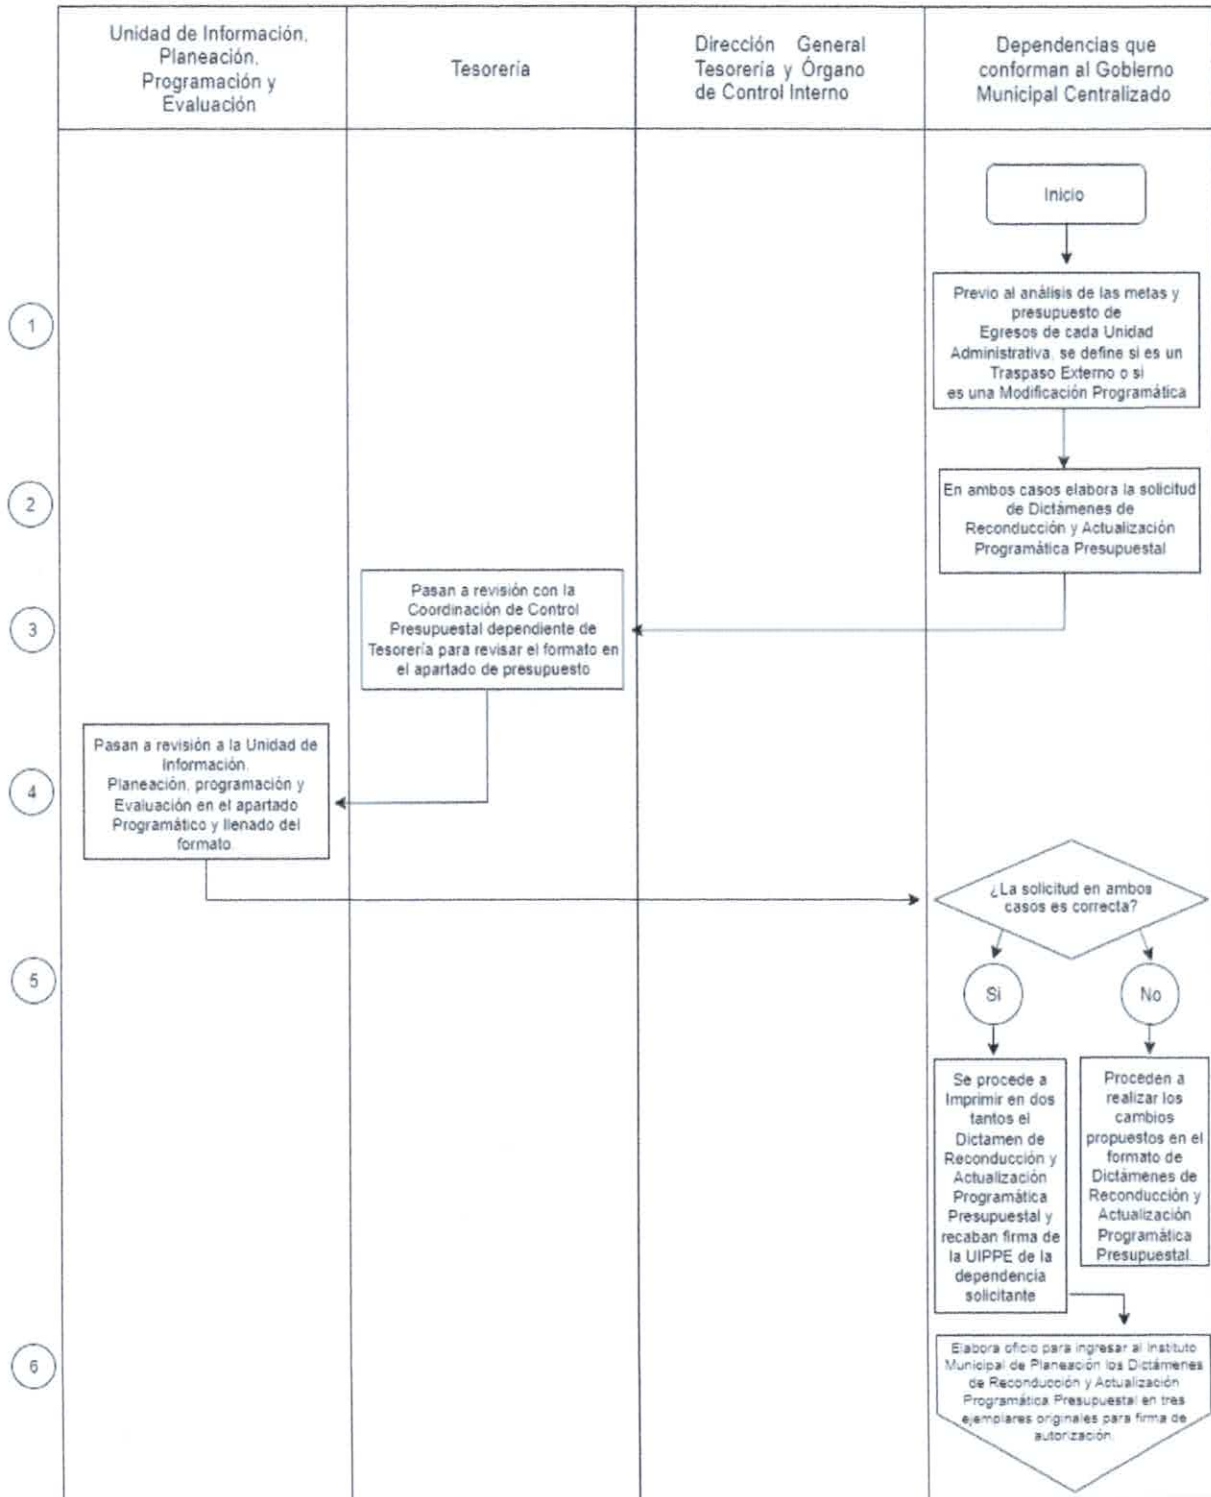 Unidad de Información,
Planeación,
Programación y
Evaluación
Tesorería
Dirección General
Tesorería y Órgano
de Control Interno
Dependencias que
conforman al Gobierno
Municipal Centralizado
Inicio
1
Previo al análisis de las metas y
presupuesto de
Egresos de cada Unidad
Administrativa, se define si es un
Traspaso Externo o si
es una Modificación Programática
2
En ambos casos elabora la solicitud
de Dictámenes de
Reconducción y Actualización
Programática Presupuestal
3
Pasan a revisión con la
Coordinación de Control
Presupuestal dependiente de
Tesorería para revisar el formato en
el apartado de presupuesto
4
Pasan a revisión a la Unidad de
Información,
Planeación, programación y
Evaluación en el apartado
Programático y llenado del
formato.
¿La solicitud en ambos
casos es correcta?
5
Si
No
Se procede a
Imprimir en dos
tantos el
Dictamen de
Reconducción y
Actualización
Programática
Presupuestal y
recaban firma de
la UIPPE de la
dependencia
solicitante
Proceden a
realizar los
cambios
propuestos en el
formato de
Dictámenes de
Reconducción y
Actualización
Programática
Presupuestal.
6
Elabora oficio para ingresar al Instituto
Municipal de Planeación los Dictámenes
de Reconducción y Actualización
Programática Presupuestal en tres
ejemplares originales para firma de
autorización.